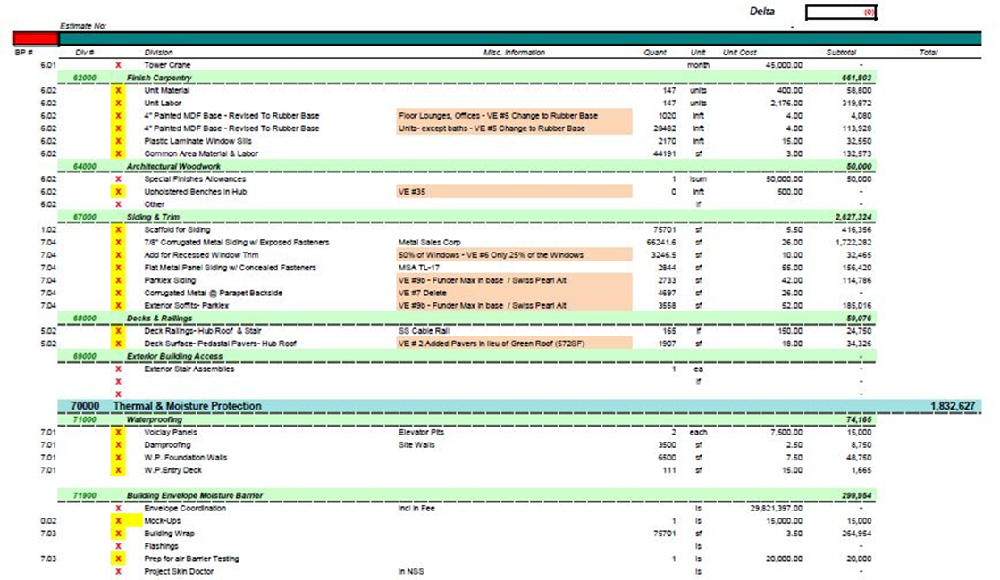 Delta (0)
Estimate No: -
BP # Div # Division Misc. Information Quant Unit Unit Cost Subtotal Total
5.01 X Tower Crane month 45,000.00 -
62000 Finish Carpentry 661,803
6.02 X Unit Material 147 units 400.00 58,800
6.02 X Unit Labor 147 units 2,176.00 319,872
6.02 X 4" Painted MDF Base - Revised To Rubber Base Floor Lounges, Offices - VE #5 Change to Rubber Base 1020 lnft 4.00 4,080
6.02 X 4" Painted MDF Base - Revised To Rubber Base Units- except baths - VE #5 Change to Rubber Base 28482 lnft 4.00 113,928
6.02 X Plastic Laminate Window Sills 2170 lnft 15.00 32,550
6.02 X Common Area Material & Labor 44191 sf 3.00 132,573
64000 Architectural Woodwork 50,000
6.02 X Special Finishes Allowances 1 lsum 50,000.00 50,000
6.02 X Upholstered Benches in Hub VE #35 0 lnft 500.00 -
6.02 X Other lf -
67000 Siding & Trim 2,627,324
1.02 X Scaffold for Siding 75701 sf 5.50 416,356
7.04 X 7/8" Corrugated Metal Siding w/ Exposed Fasteners Metal Sales Corp 66241.6 sf 26.00 1,722,282
7.04 X Add for Recessed Window Trim 50% of Windows - VE #6 Only 25% of the Windows 3246.5 sf 10.00 32,465
7.04 X Flat Metal Panel Siding w/ Concealed Fasteners MSA TL-17 2844 sf 55.00 156,420
7.04 X Parklex Siding VE #9b - Funder Max in base / Swiss Pearl Alt 2733 sf 42.00 114,786
7.04 X Corrugated Metal @ Parapet Backside VE #7 Delete 4697 sf 26.00 -
7.04 X Exterior Soffits- Parklex VE #9b - Funder Max in base / Swiss Pearl Alt 3558 sf 52.00 185,016
68000 Decks & Railings 59,076
5.02 X Deck Railings- Hub Roof & Stair SS Cable Rail 165 lf 150.00 24,750
5.02 X Deck Surface- Pedastal Pavers- Hub Roof VE # 2 Added Pavers in lieu of Green Roof (572SF) 1907 sf 18.00 34,326
69000 Exterior Building Access -
X Exterior Stair Assemblies 1 ea -
X lf -
X -
70000 Thermal & Moisture Protection 1,832,627
71000 Waterproofing 74,165
7.01 X Volclay Panels Elevator Pits 2 each 7,500.00 15,000
7.01 X Damproofing Site Walls 3500 sf 2.50 8,750
7.01 X W.P. Foundation Walls 6500 sf 7.50 48,750
7.01 X W.P.Entry Deck 111 sf 15.00 1,665
71900 Building Envelope Moisture Barrier 299,954
X Envelope Coordination Incl in Fee ls 29,821,397.00 -
0.02 X Mock-Ups 1 ls 15,000.00 15,000
7.03 X Building Wrap 75701 sf 3.50 264,954
X Flashings ls -
7.03 X Prep for air Barrier Testing 1 ls 20,000.00 20,000
X Project Skin Doctor in NSS ls -